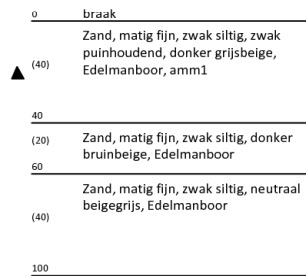 0 braak
Zand, matig fijn, zwak siltig, zwak
(40) puinhoudend, donker grijsbeige,
Edelmanboor, amm1
40
Zand, matig fijn, zwak siltig, donker
(20) bruinbeige, Edelmanboor
60
Zand, matig fijn, zwak siltig, neutraal
beigegrijs, Edelmanboor
(40)
100